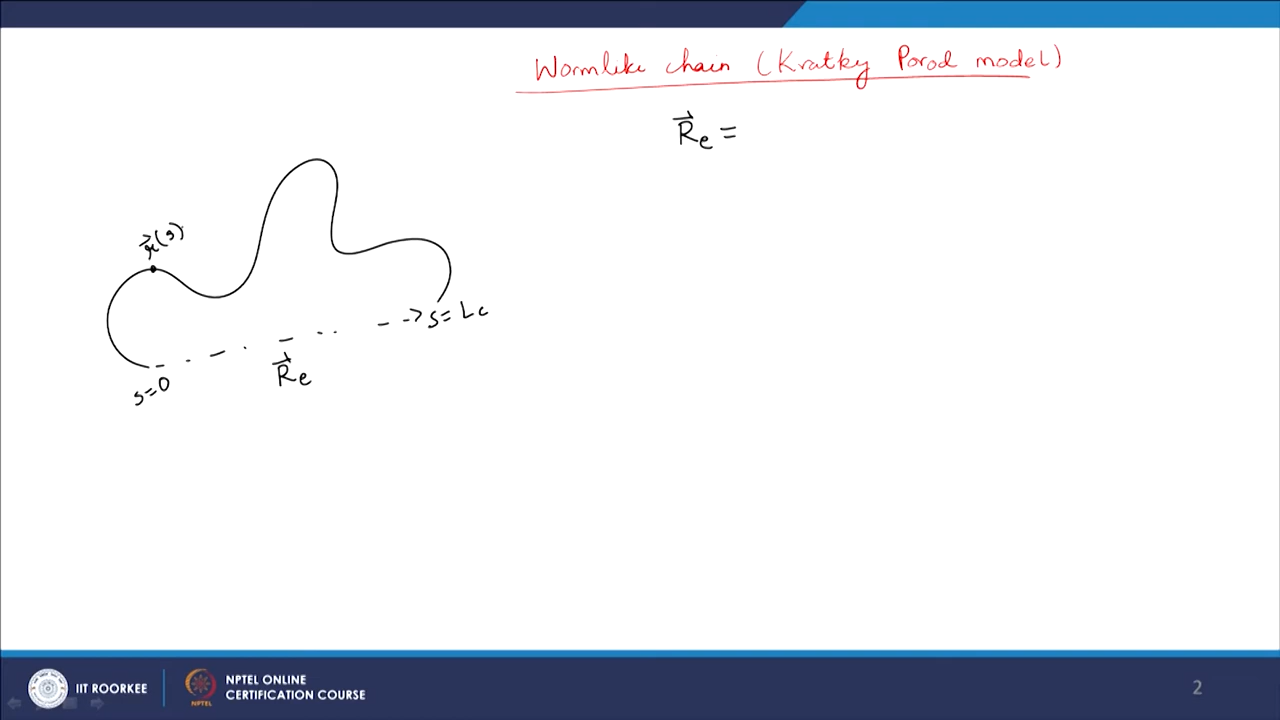 Wormlike chain (Kratky Porod model)
R⃗e =
r⃗(s)
s = Lc
R⃗e
s=0
IIT ROORKEE
NPTEL ONLINE
CERTIFICATION COURSE
NPTEL
2